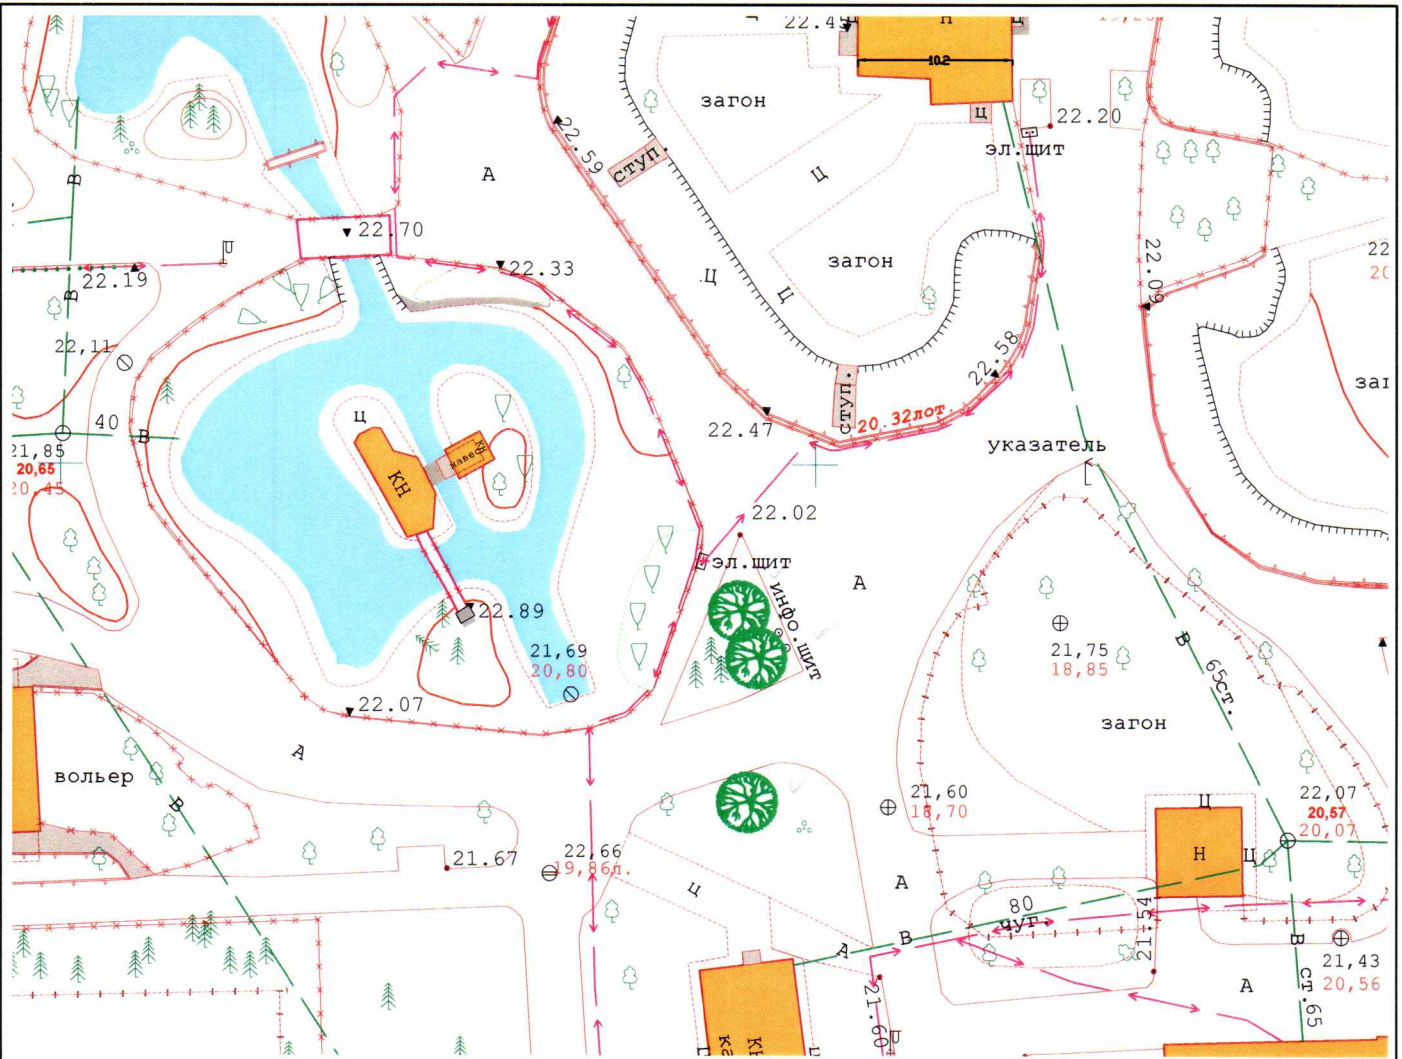 22.45
Н
10.2
загон
ц
22.20
эл.щит
22.59
ступ.
А
Ц
В
22.70
загон
22.33
22.19
В
Ц
Ц
22.09
22
22,11
22.58
заг
ц
40
В
22.47
ступ.
20.32лот.
указатель
21,85
20,65
20,45
КН
навес
КН
22.02
эл.щит
А
инфо.щит
22.89
21,69
20,80
21,75
18,85
В
65ст.
22.07
А
загон
вольер
В
21,60
18,70
Ц
22,07
20,57
20,07
Н
Ц
21.67
22,66
19,86л.
ц
А
80
чуг.
21.54
А
В
В
21,43
20,56
ст.65
А
21.60
КН